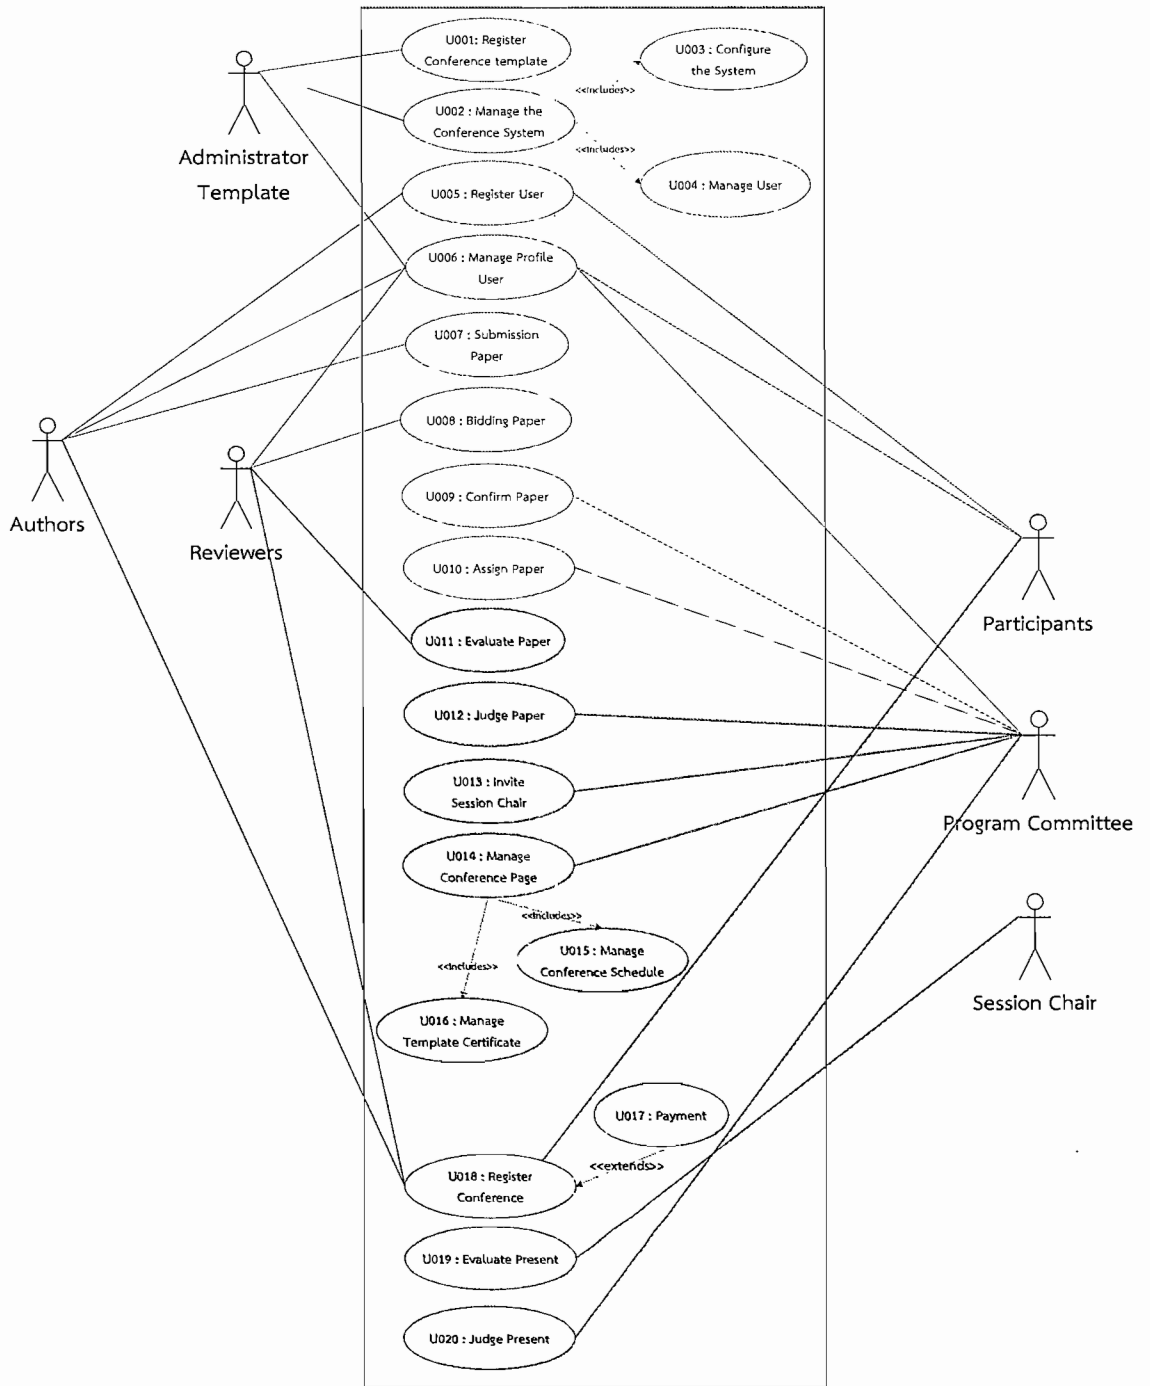 U001: Register
Conference template
U003 : Configure
the System
<<Includes>>
U002 : Manage the
Conference System
<<Includes>>
Administrator
Template
U004 : Manage User
U005 : Register User
U006 : Manage Profile
User
U007 : Submission
Paper
U008 : Bidding Paper
U009 : Confirm Paper
Authors
Reviewers
U010 : Assign Paper
Participants
U011 : Evaluate Paper
U012 : Judge Paper
U013 : Invite
Session Chair
Program Committee
U014 : Manage
Conference Page
<<Includes>>
U015 : Manage
Conference Schedule
<<Includes>>
Session Chair
U016 : Manage
Template Certificate
U017 : Payment
<<extends>>
U018 : Register
Conference
U019 : Evaluate Present
U020 : Judge Present